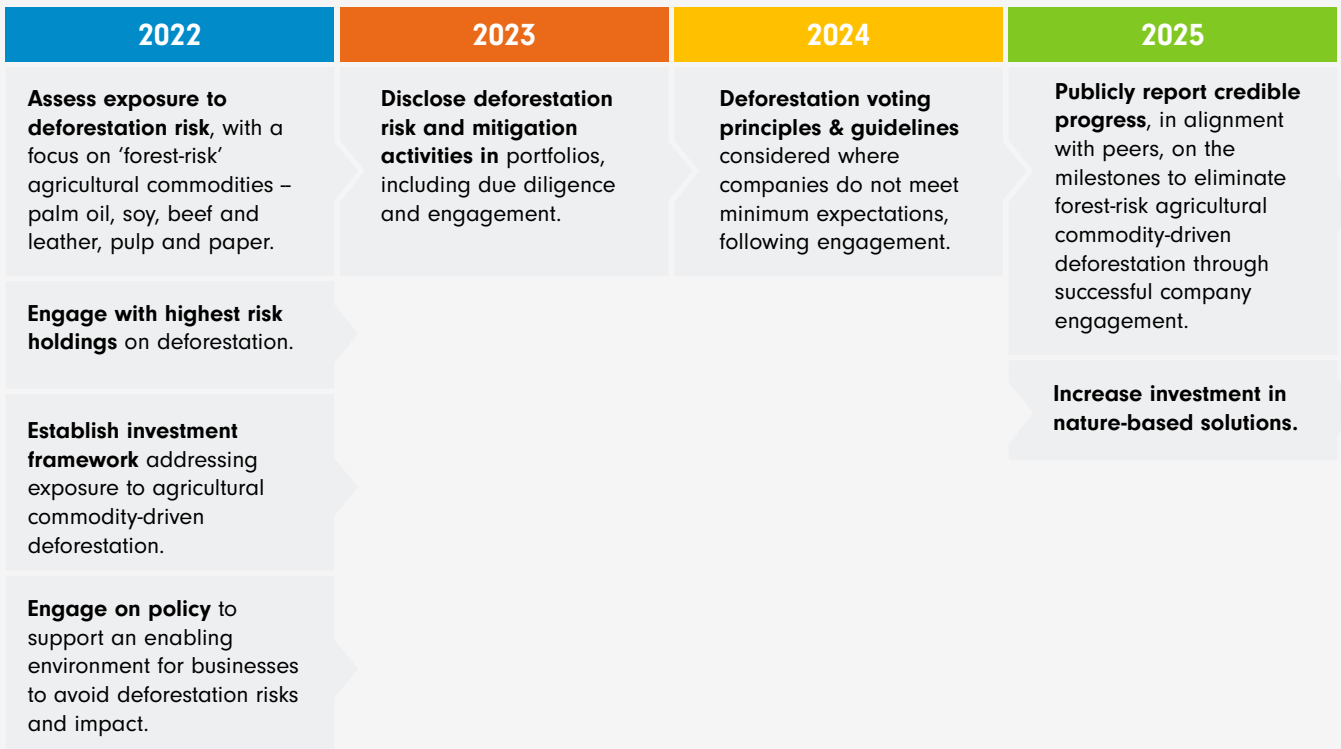 2022
Assess exposure to
deforestation risk, with a
focus on ‘forest-risk’
agricultural commodities –
palm oil, soy, beef and
leather, pulp and paper.
Engage with highest risk
holdings on deforestation.
Establish investment
framework addressing
exposure to agricultural
commodity-driven
deforestation.
Engage on policy to
support an enabling
environment for businesses
to avoid deforestation risks
and impact.
2023
Disclose deforestation
risk and mitigation
activities in portfolios,
including due diligence
and engagement.
2024
Deforestation voting
principles & guidelines
considered where
companies do not meet
minimum expectations,
following engagement.
2025
Publicly report credible
progress, in alignment
with peers, on the
milestones to eliminate
forest-risk agricultural
commodity-driven
deforestation through
successful company
engagement.
Increase investment in
nature-based solutions.